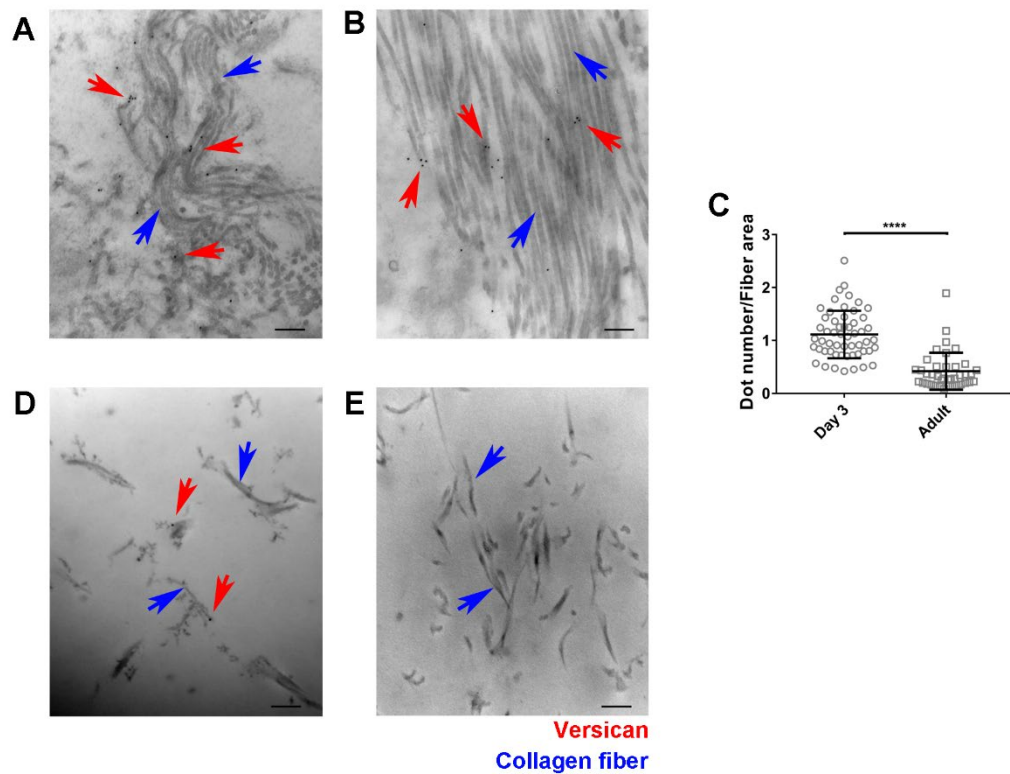 A
B
C
Dot number/Fiber area
3
2
1
0
****
Day 3
Adult
D
E
Versican
Collagen fiber